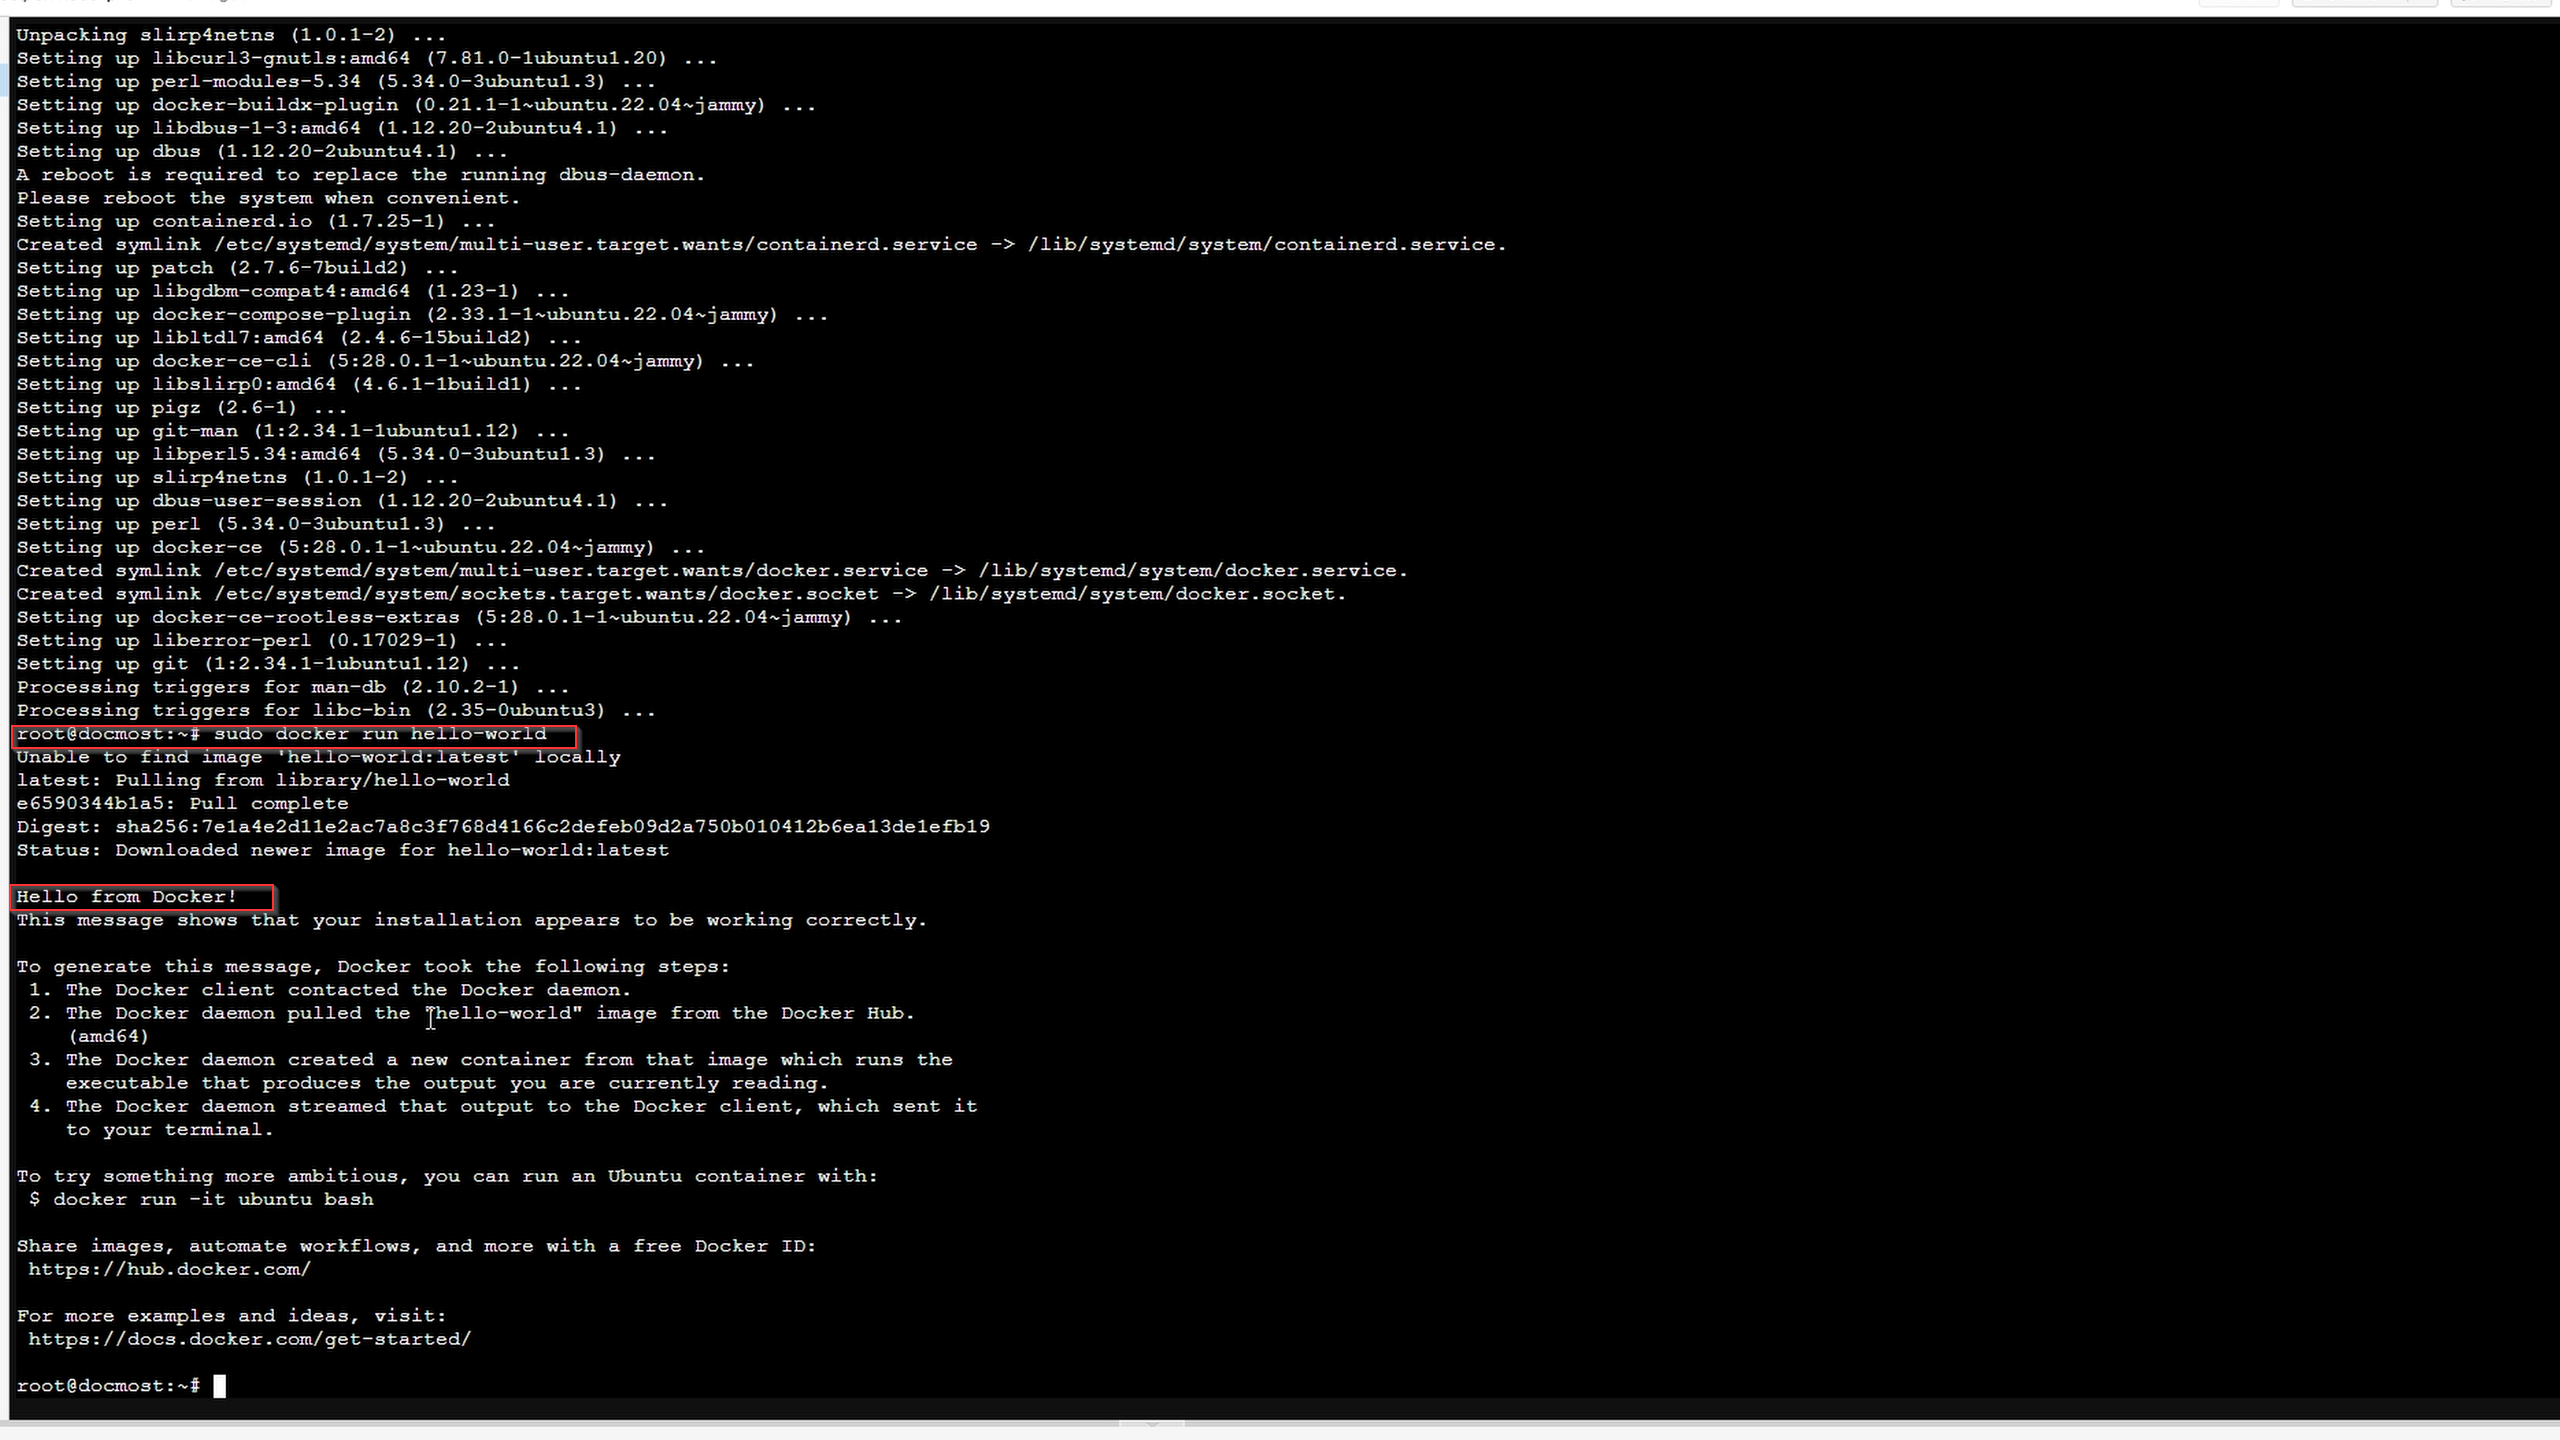 Unpacking slirp4netns (1.0.1-2) ...
Setting up libcurl3-gnutls:amd64 (7.81.0-1ubuntu1.20) ...
Setting up perl-modules-5.34 (5.34.0-3ubuntu1.3) ...
Setting up docker-buildx-plugin (0.21.1-1~ubuntu.22.04~jammy) ...
Setting up libdbus-1-3:amd64 (1.12.20-2ubuntu4.1) ...
Setting up dbus (1.12.20-2ubuntu4.1) ...
A reboot is required to replace the running dbus-daemon.
Please reboot the system when convenient.
Setting up containerd.io (1.7.25-1) ...
Created symlink /etc/systemd/system/multi-user.target.wants/containerd.service -> /lib/systemd/system/containerd.service.
Setting up patch (2.7.6-7build2) ...
Setting up libgdbm-compat4:amd64 (1.23-1) ...
Setting up docker-compose-plugin (2.33.1-1~ubuntu.22.04~jammy) ...
Setting up libltdl7:amd64 (2.4.6-15build2) ...
Setting up docker-ce-cli (5:28.0.1-1~ubuntu.22.04~jammy) ...
Setting up libslirp0:amd64 (4.6.1-1build1) ...
Setting up pigz (2.6-1) ...
Setting up git-man (1:2.34.1-1ubuntu1.12) ...
Setting up libperl5.34:amd64 (5.34.0-3ubuntu1.3) ...
Setting up slirp4netns (1.0.1-2) ...
Setting up dbus-user-session (1.12.20-2ubuntu4.1) ...
Setting up perl (5.34.0-3ubuntu1.3) ...
Setting up docker-ce (5:28.0.1-1~ubuntu.22.04~jammy) ...
Created symlink /etc/systemd/system/multi-user.target.wants/docker.service -> /lib/systemd/system/docker.service.
Created symlink /etc/systemd/system/sockets.target.wants/docker.socket -> /lib/systemd/system/docker.socket.
Setting up docker-ce-rootless-extras (5:28.0.1-1~ubuntu.22.04~jammy) ...
Setting up liberror-perl (0.17029-1) ...
Setting up git (1:2.34.1-1ubuntu1.12) ...
Processing triggers for man-db (2.10.2-1) ...
Processing triggers for libc-bin (2.35-0ubuntu3) ...
root@docmost:~# sudo docker run hello-world
Unable to find image 'hello-world:latest' locally
latest: Pulling from library/hello-world
e6590344b1a5: Pull complete
Digest: sha256:7e1a4e2d11e2ac7a8c3f768d4166c2defeb09d2a750b010412b6ea13de1efb19
Status: Downloaded newer image for hello-world:latest

Hello from Docker!
This message shows that your installation appears to be working correctly.

To generate this message, Docker took the following steps:
 1. The Docker client contacted the Docker daemon.
 2. The Docker daemon pulled the "hello-world" image from the Docker Hub.
    (amd64)
 3. The Docker daemon created a new container from that image which runs the
    executable that produces the output you are currently reading.
 4. The Docker daemon streamed that output to the Docker client, which sent it
    to your terminal.

To try something more ambitious, you can run an Ubuntu container with:
 $ docker run -it ubuntu bash

Share images, automate workflows, and more with a free Docker ID:
 https://hub.docker.com/

For more examples and ideas, visit:
 https://docs.docker.com/get-started/

root@docmost:~#